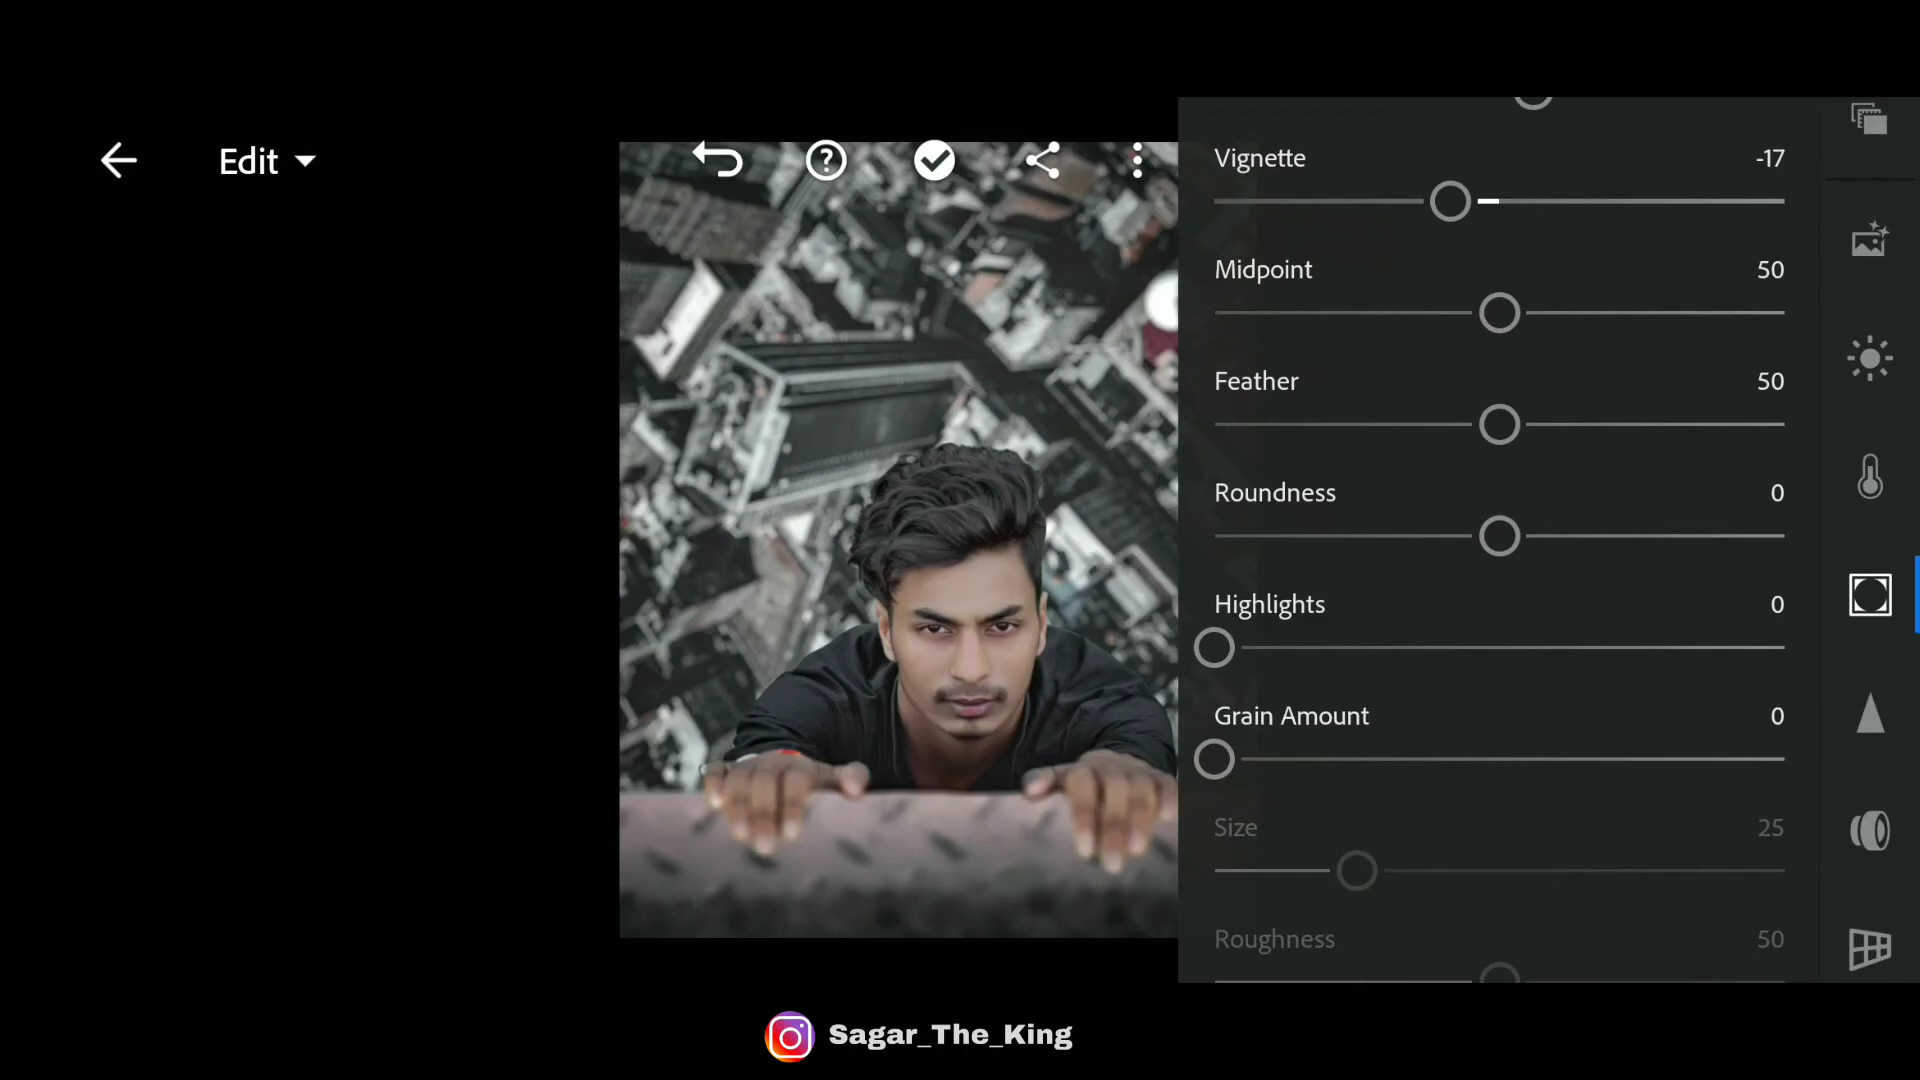 Edit
Vignette -17
Midpoint 50
Feather 50
Roundness 0
Highlights 0
Grain Amount 0
Size 25
Roughness 50
Sagar_The_King